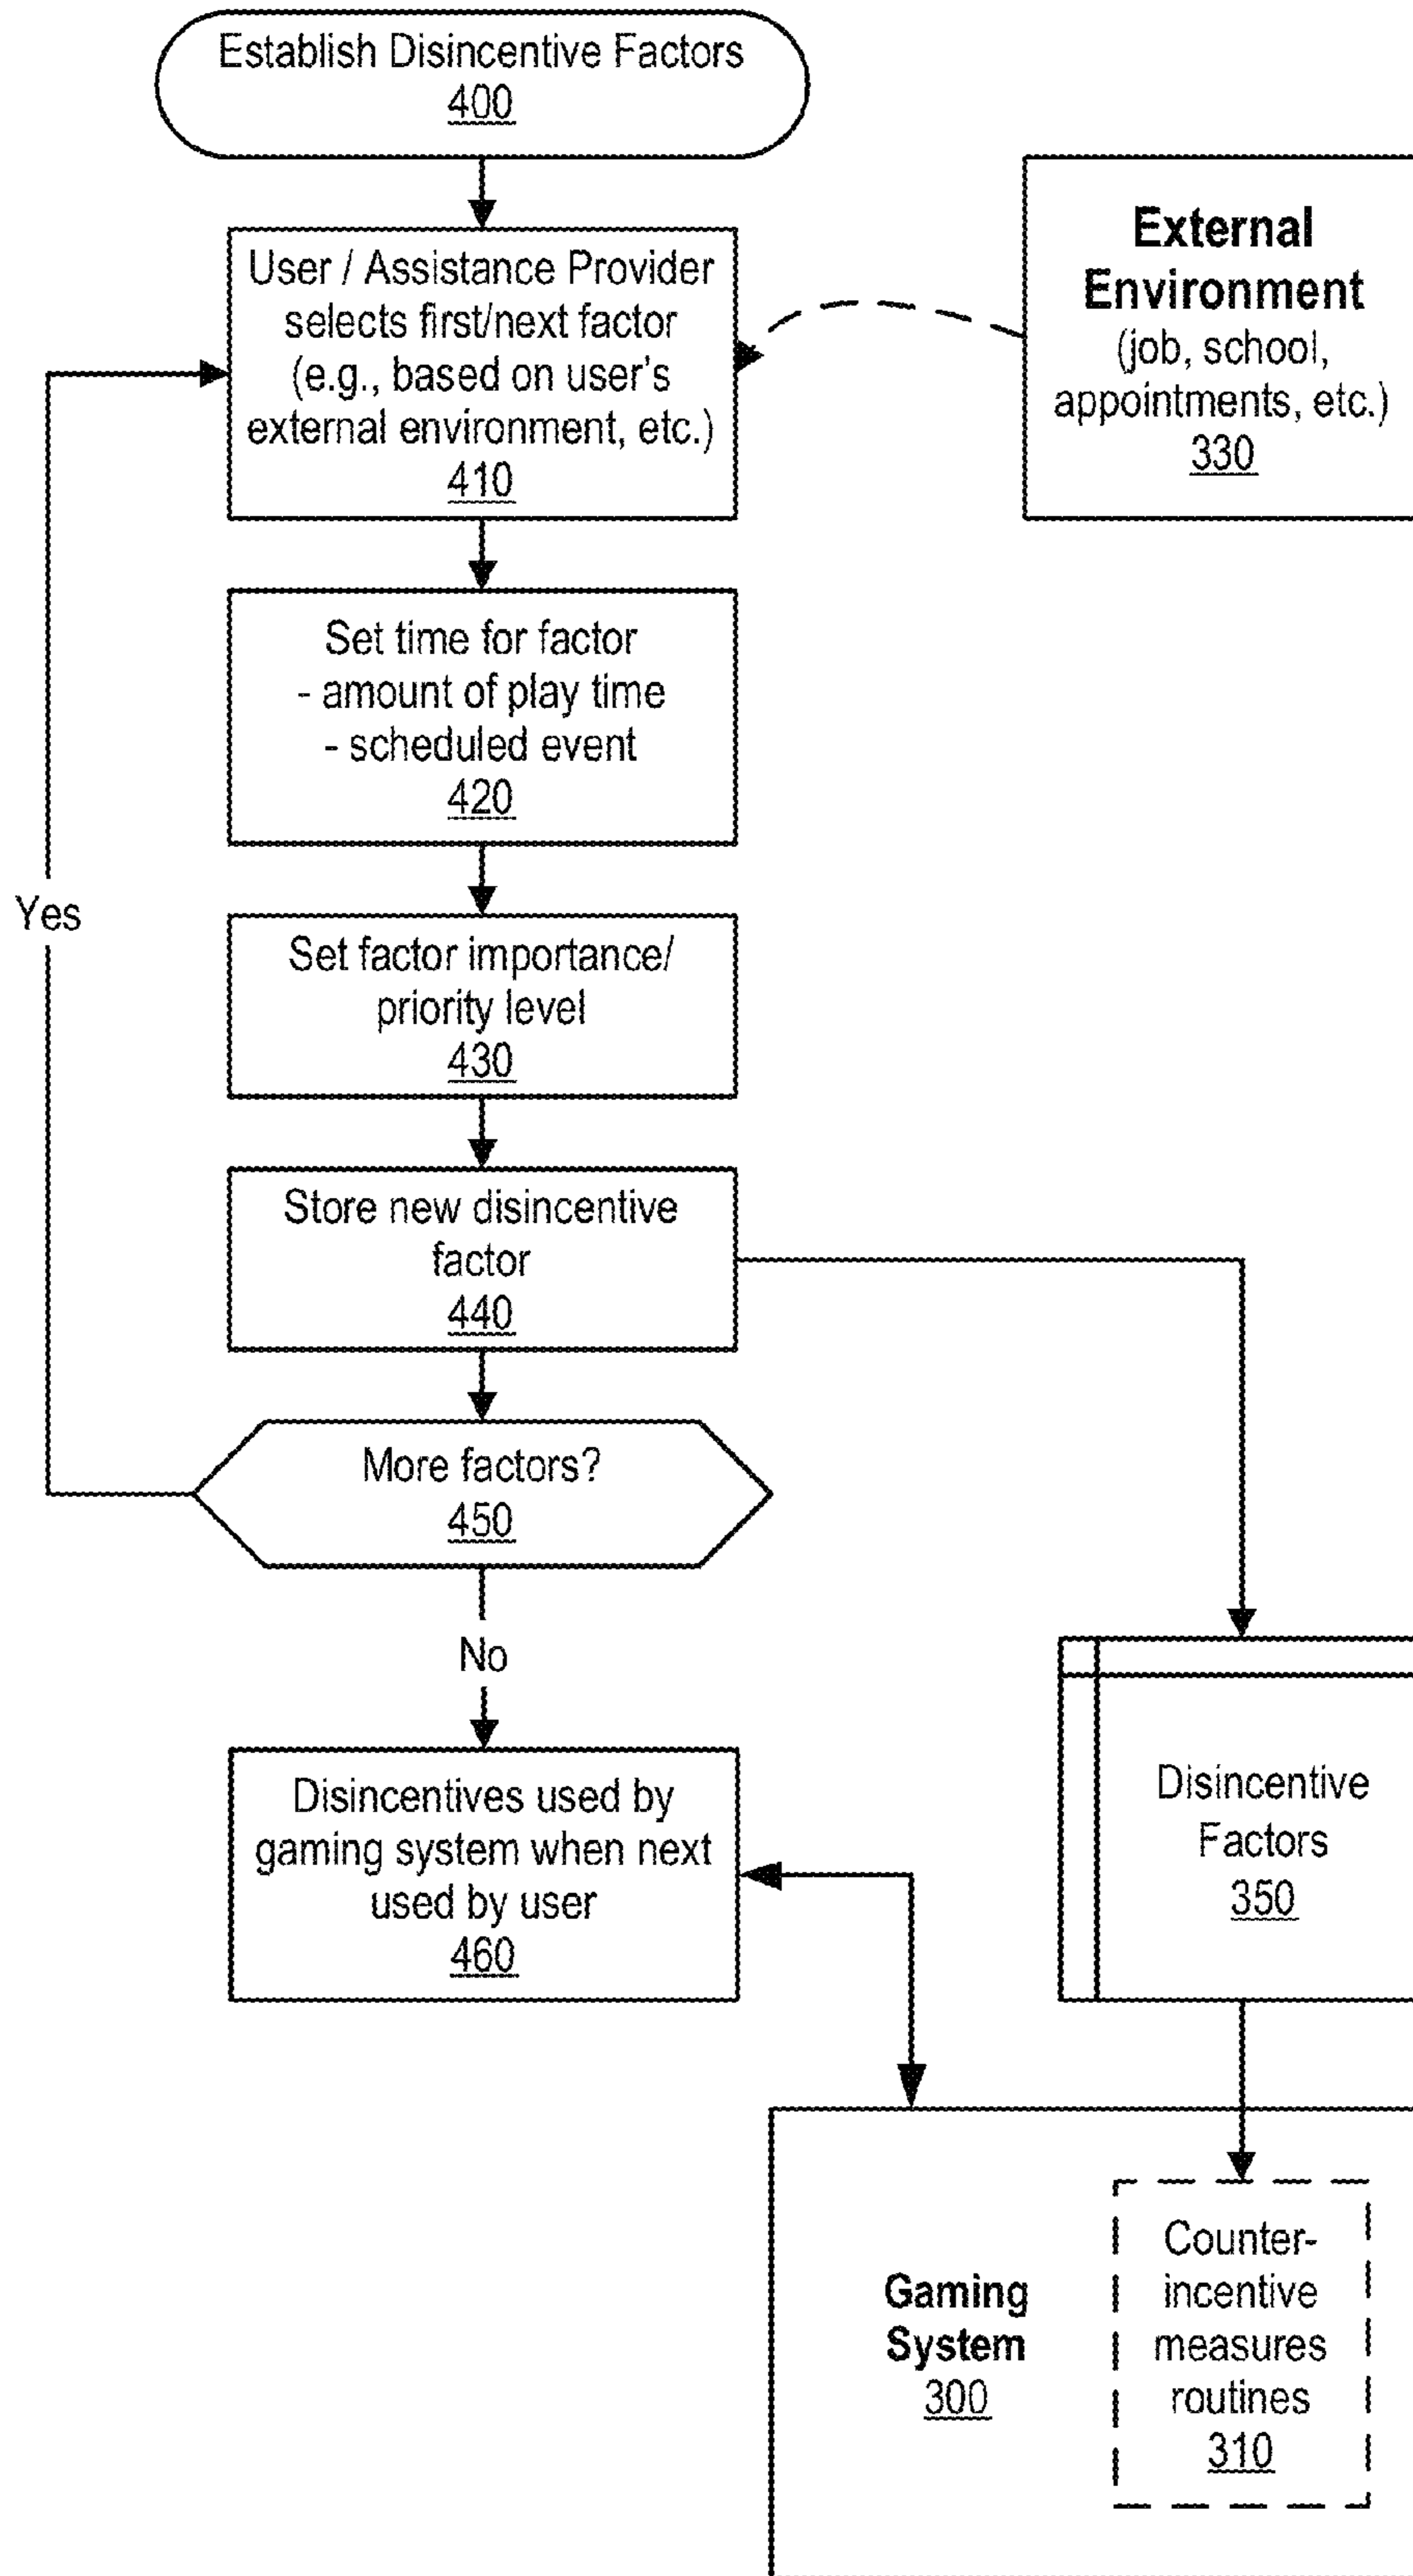 Establish Disincentive Factors
400
User / Assistance Provider
selects first/next factor
(e.g., based on user's
external environment, etc.)
410
External
Environment
(job, school,
appointments, etc.)
330
Set time for factor
- amount of play time
- scheduled event
420
Yes
Set factor importance/
priority level
430
Store new disincentive
factor
440
More factors?
450
No
Disincentives used by
gaming system when next
used by user
460
Disincentive
Factors
350
Gaming
System
300
Counter-
incentive
measures
routines
310